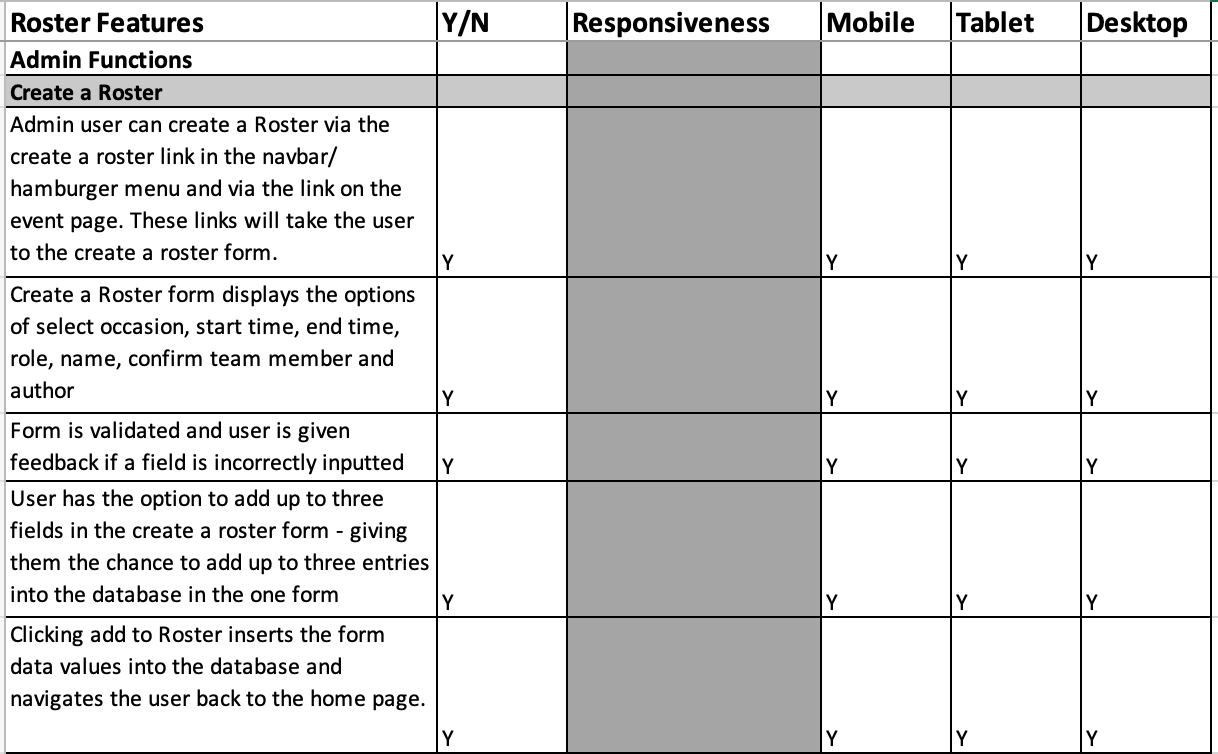 Roster Features Y/N Responsiveness Mobile Tablet Desktop
Admin Functions
Create a Roster
Admin user can create a Roster via the
create a roster link in the navbar/
hamburger menu and via the link on the
event page. These links will take the user
to the create a roster form.
Y Y Y Y
Create a Roster form displays the options
of select occasion, start time, end time,
role, name, confirm team member and
author
Y Y Y Y
Form is validated and user is given
feedback if a field is incorrectly inputted
Y Y Y Y
User has the option to add up to three
fields in the create a roster form - giving
them the chance to add up to three entries
into the database in the one form
Y Y Y Y
Clicking add to Roster inserts the form
data values into the database and
navigates the user back to the home page.
Y Y Y Y